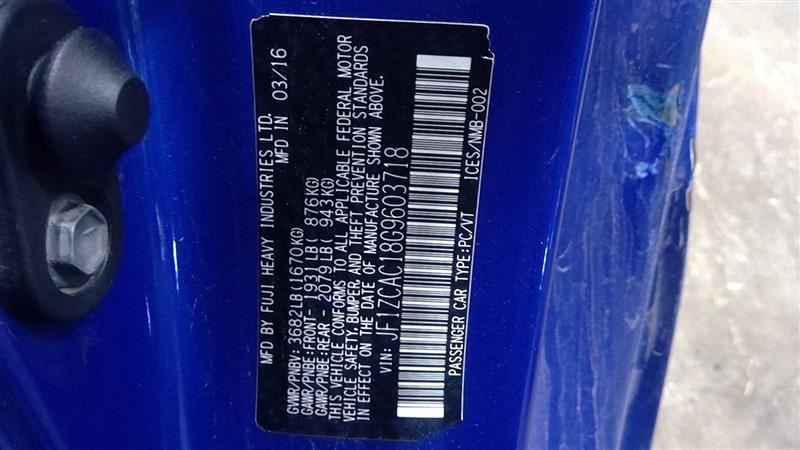 MFD BY FUJI HEAVY INDUSTRIES LTD. MFD IN 03/16
GVWR/PNBV: 3682LB(1670KG)
GAWR/PNBE:FRONT- 1931LB( 876KG)
GAWR/PNBE:REAR - 2079LB( 943KG)
THIS VEHICLE CONFORMS TO ALL APPLICABLE FEDERAL MOTOR
VEHICLE SAFETY,BUMPER,AND THEFT PREVENTION STANDARDS
IN EFFECT ON THE DATE OF MANUFACTURE SHOWN ABOVE.
VIN: JF1ZCAC18G9603718
PASSENGER CAR TYPE:PC/VT ICES/NMB-002